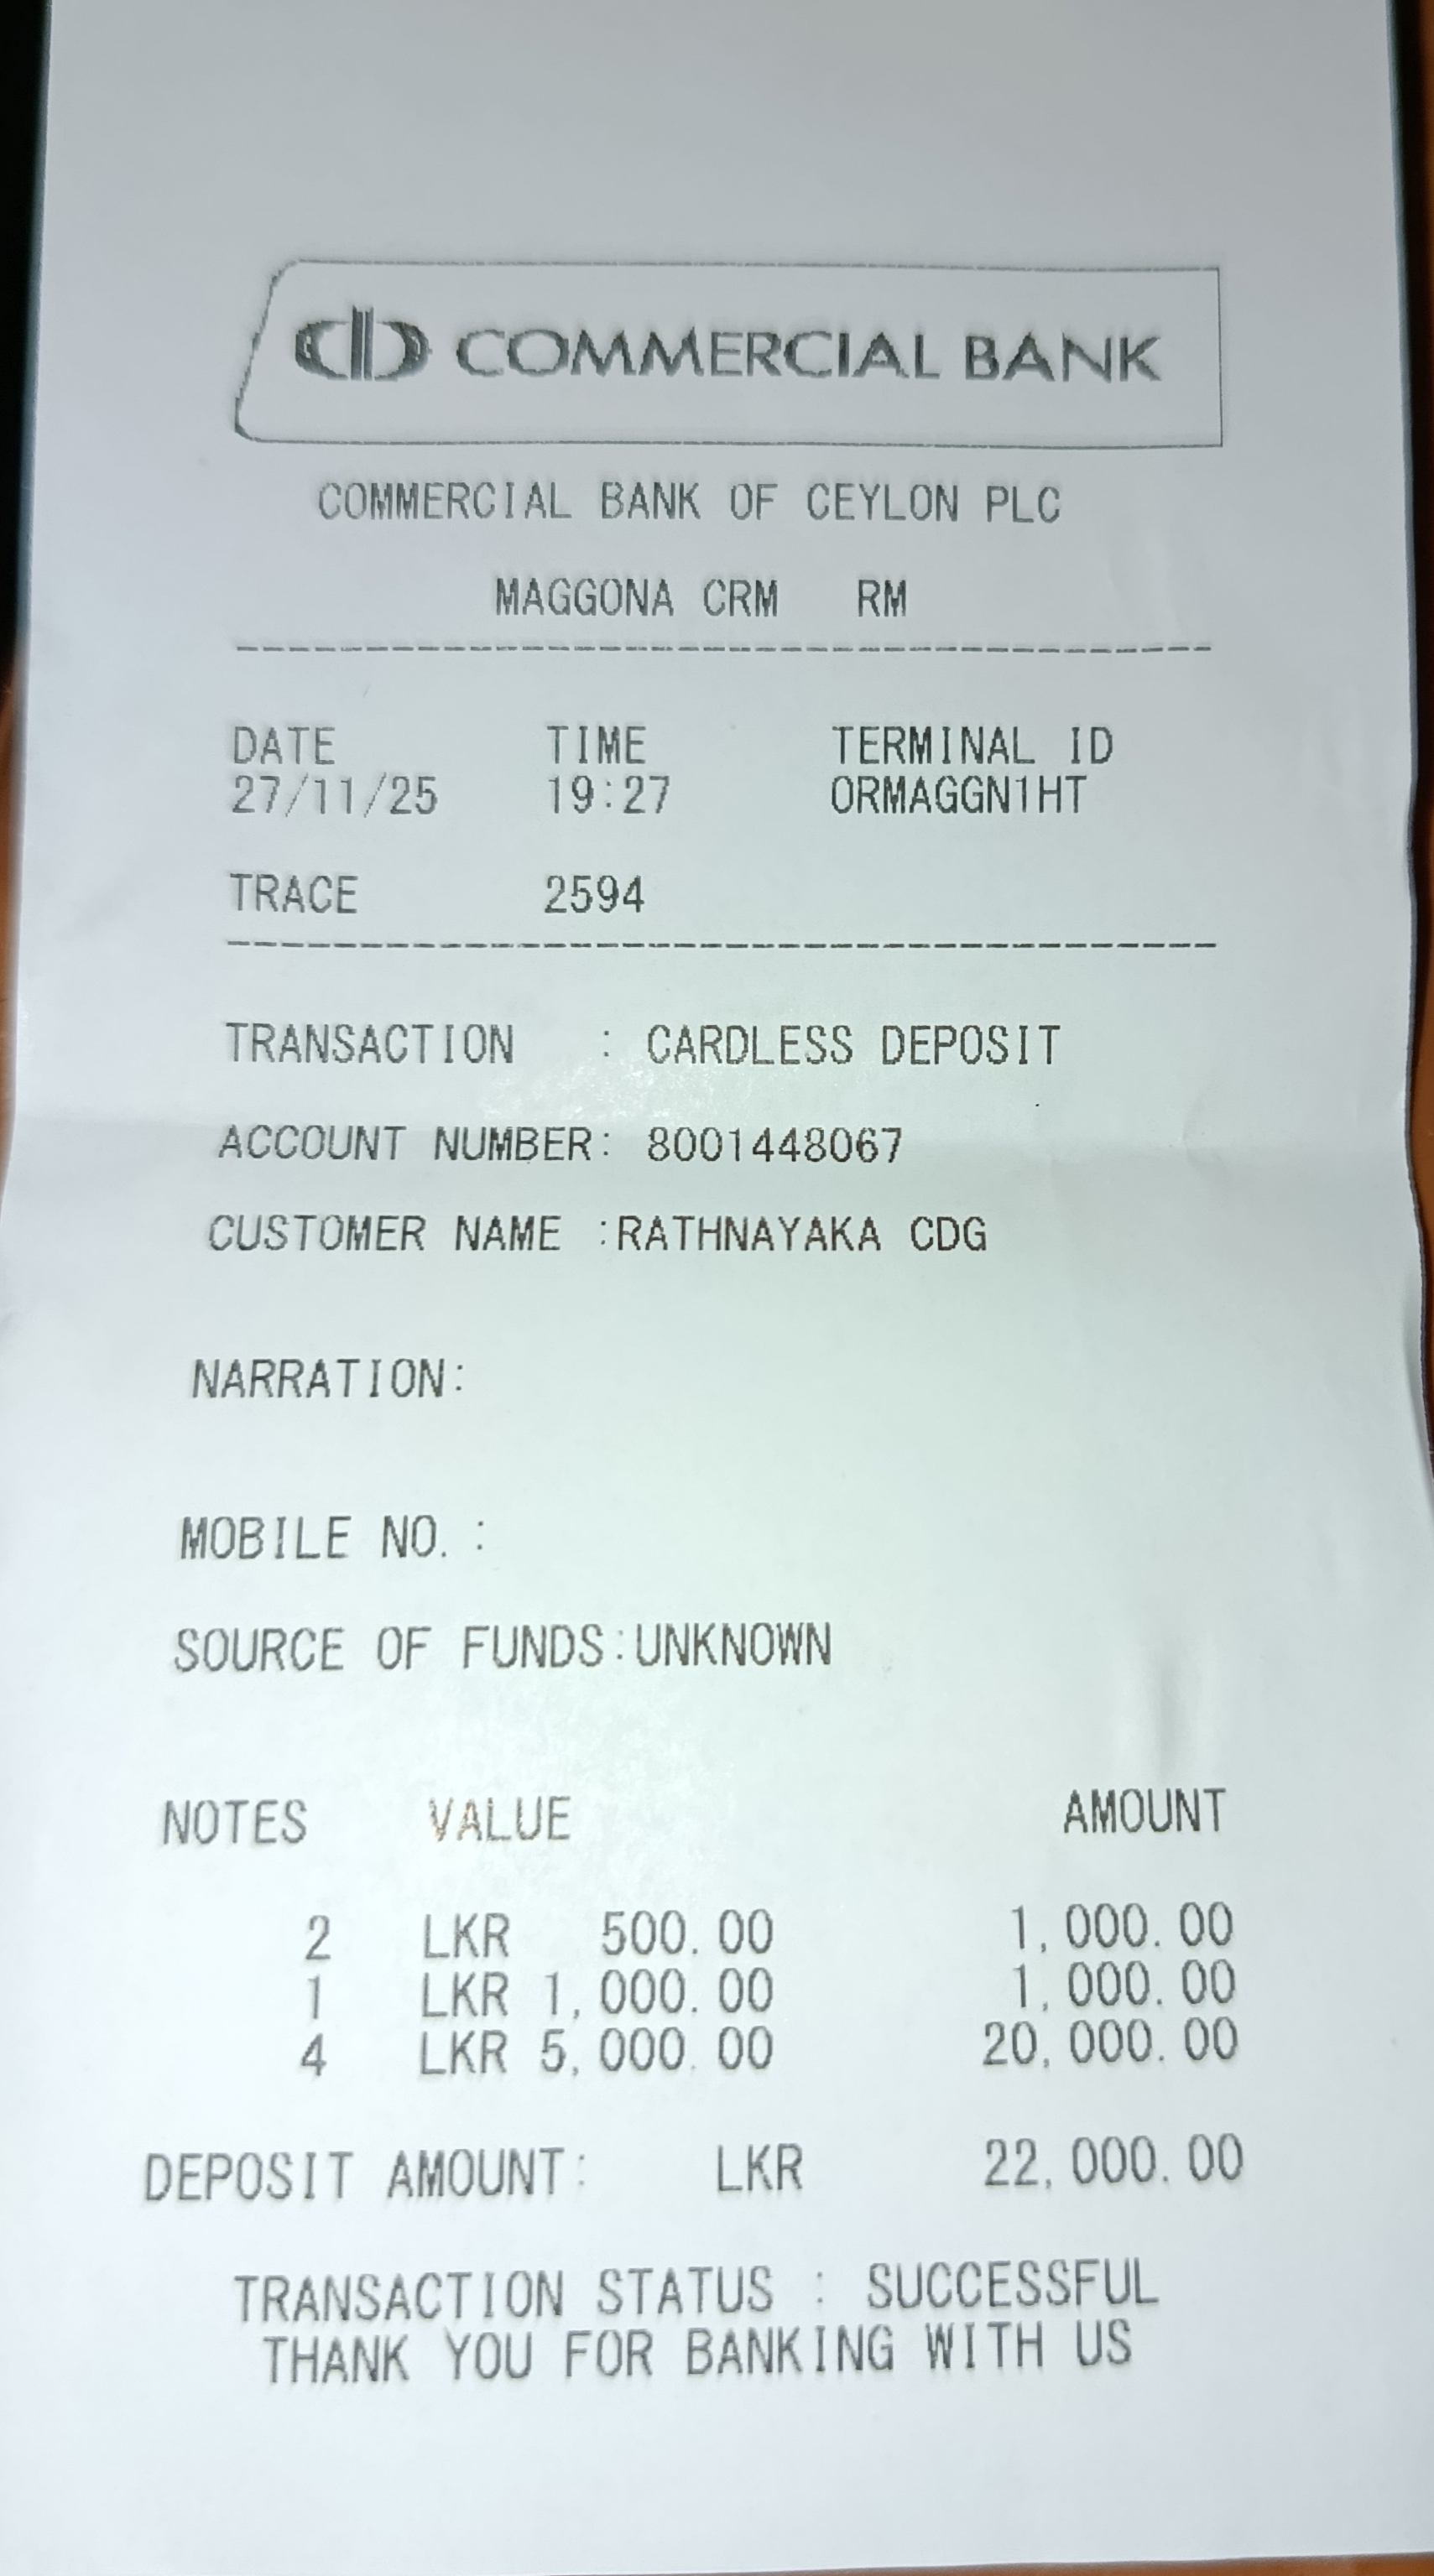 COMMERCIAL BANK
COMMERCIAL BANK OF CEYLON PLC
MAGGONA CRM RM
----------------------------------------
DATE TIME TERMINAL ID
27/11/25 19:27 ORMAGGN1HT
TRACE 2594
----------------------------------------
TRANSACTION : CARDLESS DEPOSIT
ACCOUNT NUMBER: 8001448067
CUSTOMER NAME :RATHNAYAKA CDG
NARRATION:
MOBILE NO. :
SOURCE OF FUNDS:UNKNOWN
NOTES VALUE AMOUNT
2 LKR 500.00 1,000.00
1 LKR 1,000.00 1,000.00
4 LKR 5,000.00 20,000.00
DEPOSIT AMOUNT: LKR 22,000.00
TRANSACTION STATUS : SUCCESSFUL
THANK YOU FOR BANKING WITH US